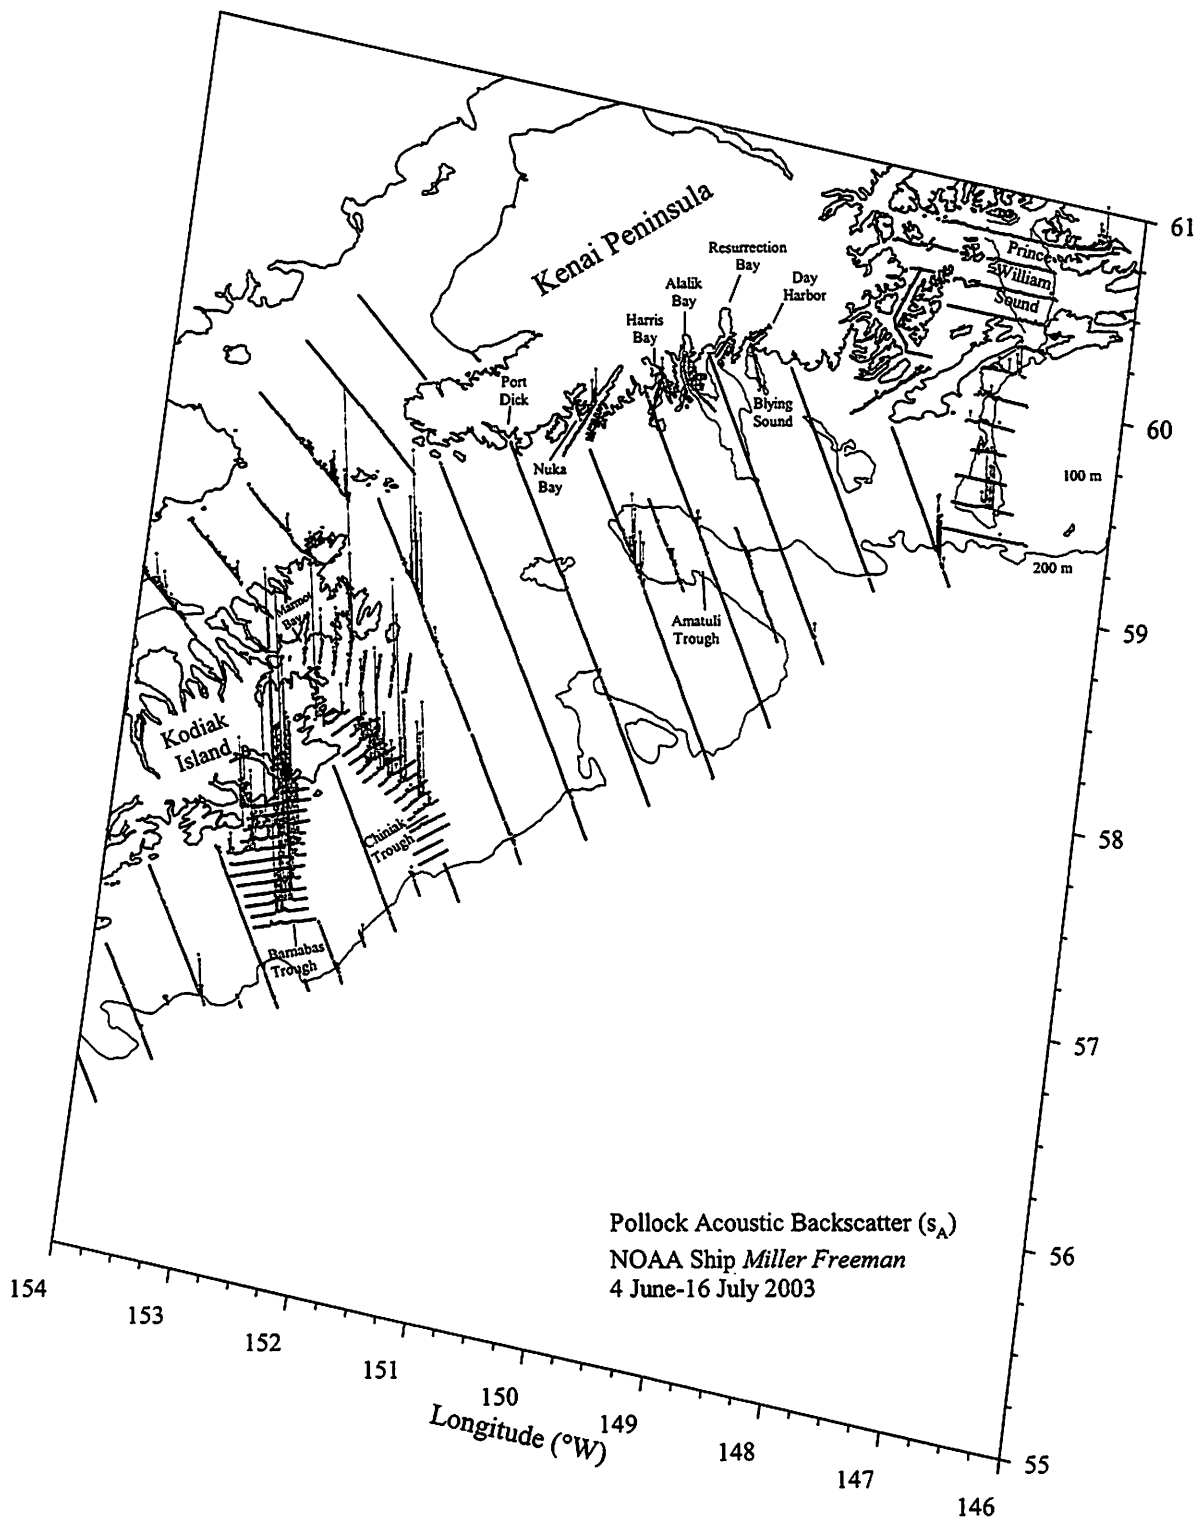 61
Prince
William
Sound
Kenai Peninsula
Resurrection
Bay
Alalik
Bay
Day
Harbor
Harris
Bay
Port
Dick
Blying
Sound
Nuka
Bay
60
100 m
200 m
Marmot
Bay
Amatuli
Trough
59
Kodiak
Island
Chiniak
Trough
58
Barnabas
Trough
57
Pollock Acoustic Backscatter (sA)
NOAA Ship Miller Freeman
4 June-16 July 2003
56
154
153
152
151
150
149
148
147
146
55
Longitude (°W)